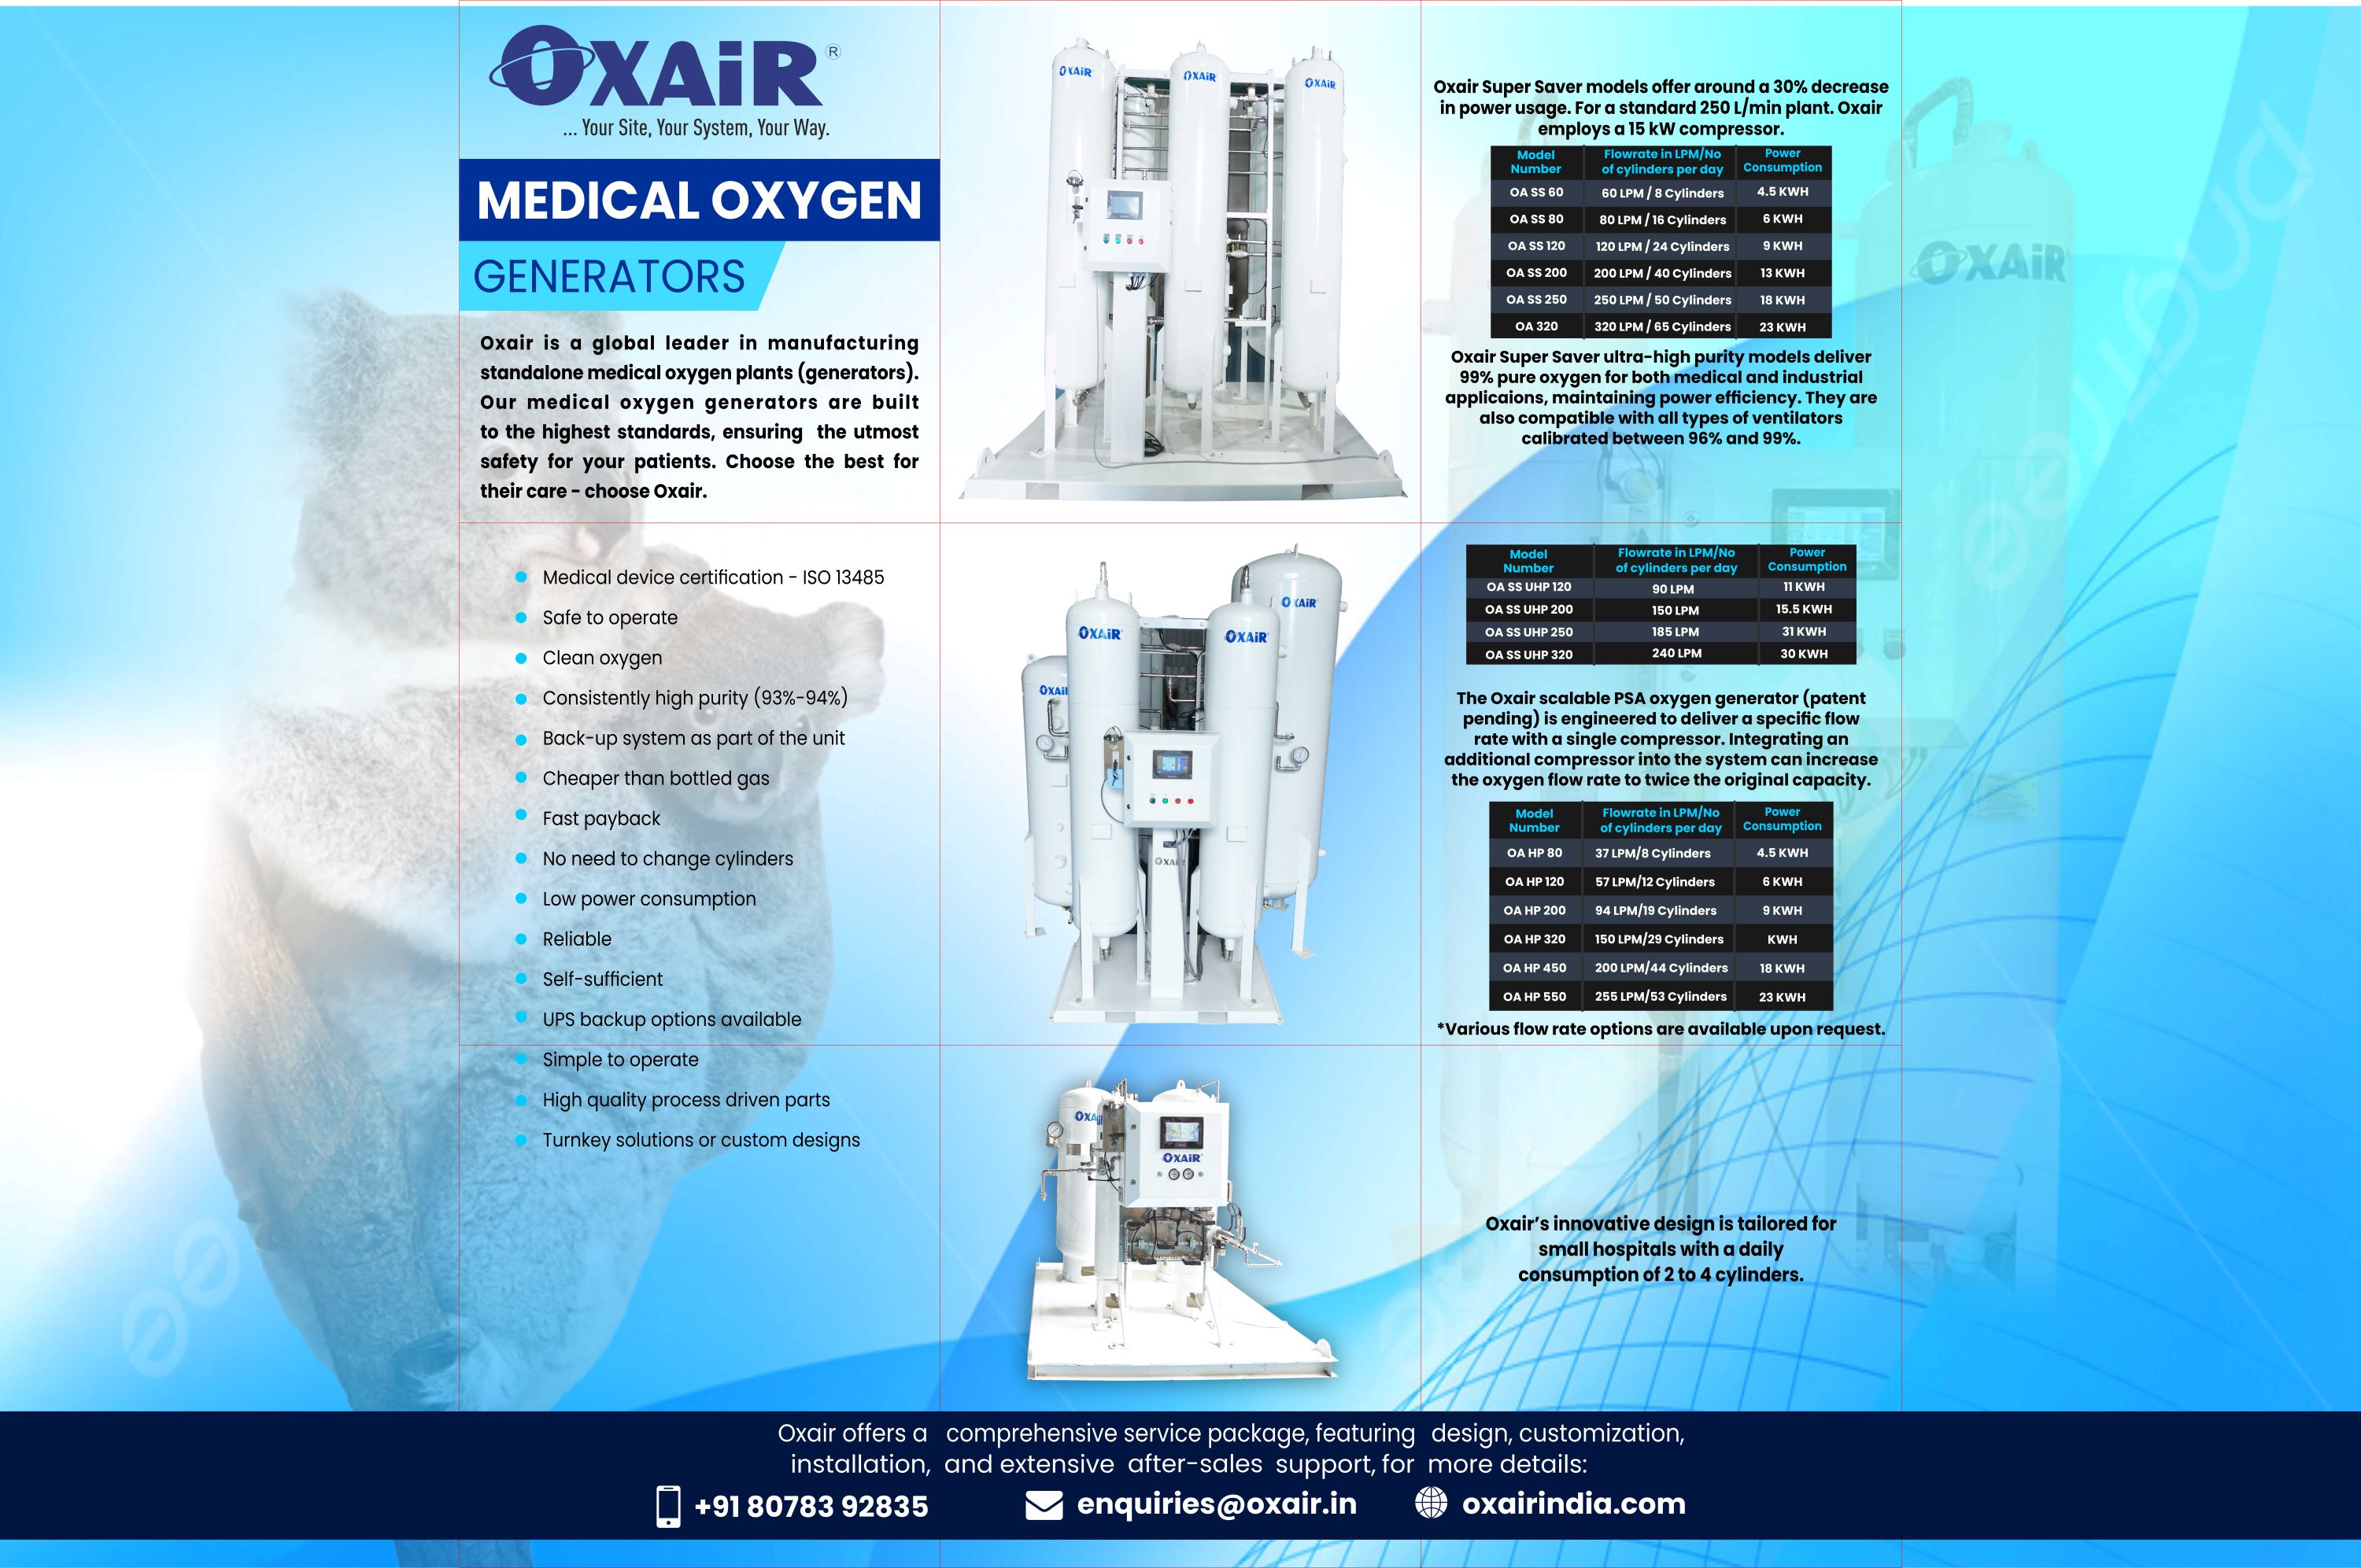 OXAiR ®
... Your Site, Your System, Your Way.
MEDICAL OXYGEN
GENERATORS
Oxair is a global leader in manufacturing
standalone medical oxygen plants (generators).
Our medical oxygen generators are built
to the highest standards, ensuring the utmost
safety for your patients. Choose the best for
their care - choose Oxair.
Medical device certification - ISO 13485
Safe to operate
Clean oxygen
Consistently high purity (93%-94%)
Back-up system as part of the unit
Cheaper than bottled gas
Fast payback
No need to change cylinders
Low power consumption
Reliable
Self-sufficient
UPS backup options available
Simple to operate
High quality process driven parts
Turnkey solutions or custom designs
OXAiR OXAiR OXAiR
OXAiR
OXAiR OXAiR
OXAiR
OXAiR
OXAiR
OXAiR
Oxair Super Saver models offer around a 30% decrease
in power usage. For a standard 250 L/min plant. Oxair
employs a 15 kW compressor.
Model Number Flowrate in LPM/No of cylinders per day Power Consumption
OA SS 60 60 LPM / 8 Cylinders 4.5 KWH
OA SS 80 80 LPM / 16 Cylinders 6 KWH
OA SS 120 120 LPM / 24 Cylinders 9 KWH
OA SS 200 200 LPM / 40 Cylinders 13 KWH
OA SS 250 250 LPM / 50 Cylinders 18 KWH
OA 320 320 LPM / 65 Cylinders 23 KWH
Oxair Super Saver ultra-high purity models deliver
99% pure oxygen for both medical and industrial
applicaions, maintaining power efficiency. They are
also compatible with all types of ventilators
calibrated between 96% and 99%.
Model Number Flowrate in LPM/No of cylinders per day Power Consumption
OA SS UHP 120 90 LPM 11 KWH
OA SS UHP 200 150 LPM 15.5 KWH
OA SS UHP 250 185 LPM 31 KWH
OA SS UHP 320 240 LPM 30 KWH
The Oxair scalable PSA oxygen generator (patent
pending) is engineered to deliver a specific flow
rate with a single compressor. Integrating an
additional compressor into the system can increase
the oxygen flow rate to twice the original capacity.
Model Number Flowrate in LPM/No of cylinders per day Power Consumption
OA HP 80 37 LPM/8 Cylinders 4.5 KWH
OA HP 120 57 LPM/12 Cylinders 6 KWH
OA HP 200 94 LPM/19 Cylinders 9 KWH
OA HP 320 150 LPM/29 Cylinders KWH
OA HP 450 200 LPM/44 Cylinders 18 KWH
OA HP 550 255 LPM/53 Cylinders 23 KWH
*Various flow rate options are available upon request.
Oxair's innovative design is tailored for
small hospitals with a daily
consumption of 2 to 4 cylinders.
OXAiR
Oxair offers a comprehensive service package, featuring design, customization,
installation, and extensive after-sales support, for more details:
+91 80783 92835 enquiries@oxair.in oxairindia.com